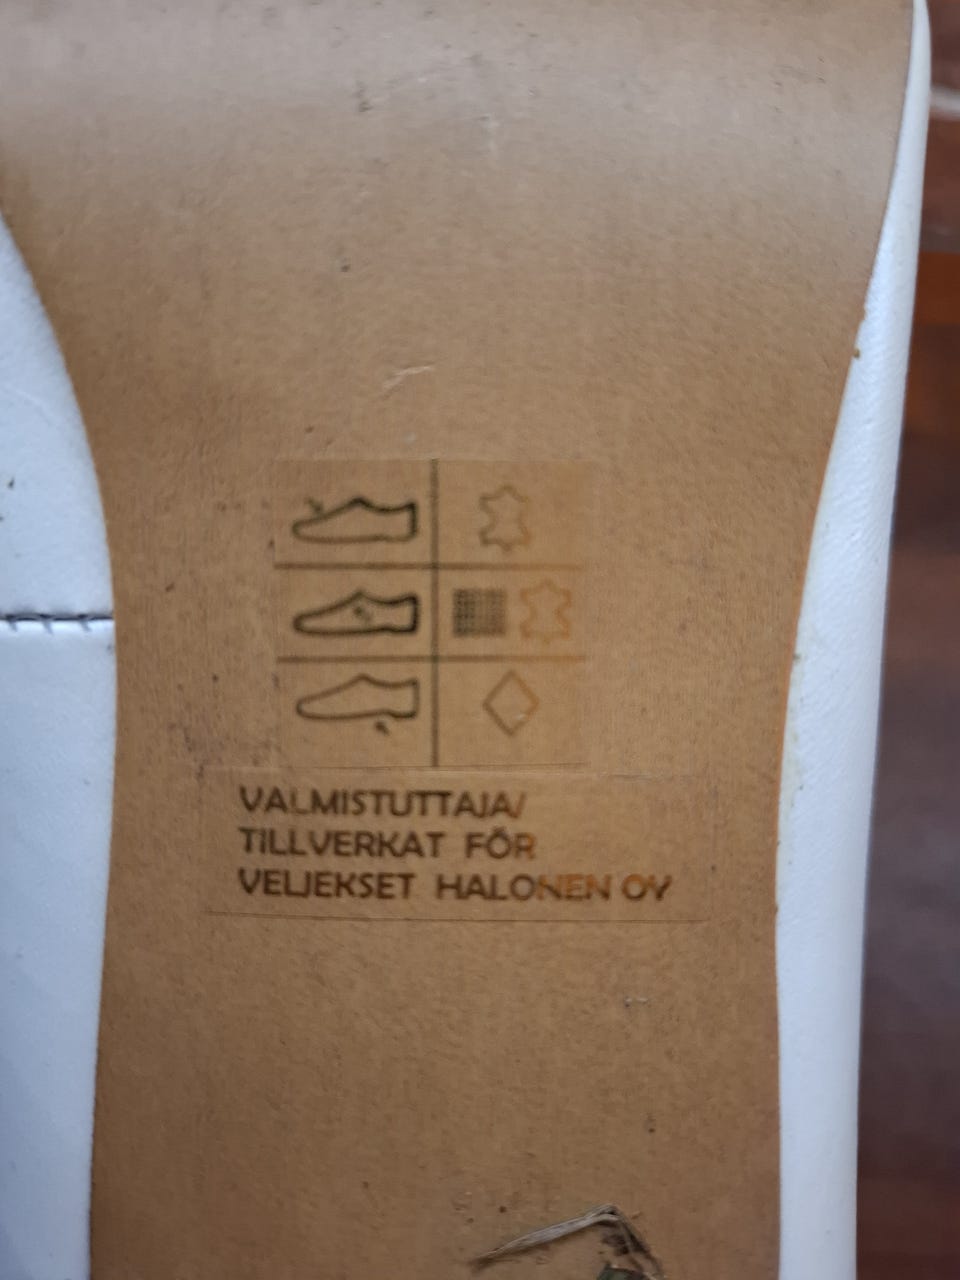 VALMISTUTTAJA/
TILLVERKAT FÖR
VELJEKSET HALONEN OY